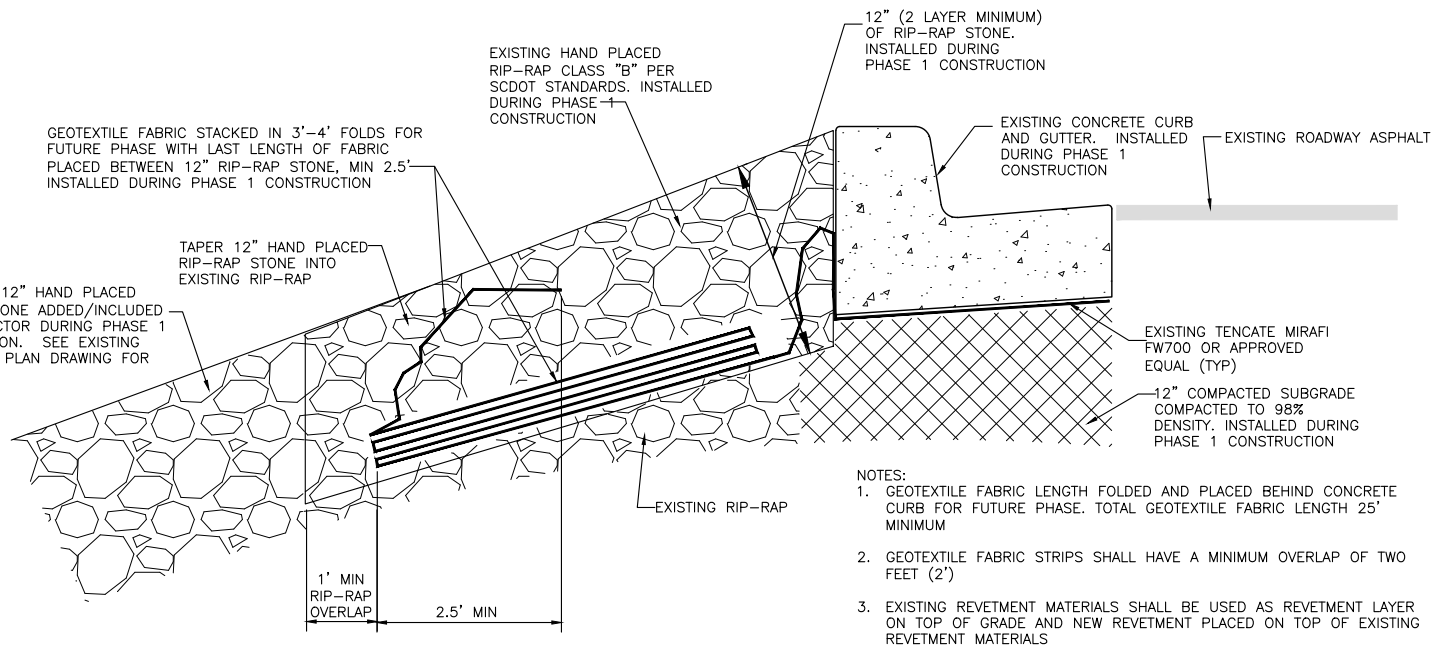 12" (2 LAYER MINIMUM)
OF RIP-RAP STONE.
INSTALLED DURING
PHASE 1 CONSTRUCTION
EXISTING HAND PLACED
RIP-RAP CLASS "B" PER
SCDOT STANDARDS. INSTALLED
DURING PHASE 1
CONSTRUCTION
EXISTING CONCRETE CURB
AND GUTTER. INSTALLED
DURING PHASE 1
CONSTRUCTION
EXISTING ROADWAY ASPHALT
GEOTEXTILE FABRIC STACKED IN 3'-4' FOLDS FOR
FUTURE PHASE WITH LAST LENGTH OF FABRIC
PLACED BETWEEN 12" RIP-RAP STONE, MIN 2.5'
INSTALLED DURING PHASE 1 CONSTRUCTION
TAPER 12" HAND PLACED
RIP-RAP STONE INTO
EXISTING RIP-RAP
12" HAND PLACED
ONE ADDED/INCLUDED
CTOR DURING PHASE 1
ON. SEE EXISTING
PLAN DRAWING FOR
EXISTING TENCATE MIRAFI
FW700 OR APPROVED
EQUAL (TYP)
12" COMPACTED SUBGRADE
COMPACTED TO 98%
DENSITY. INSTALLED DURING
PHASE 1 CONSTRUCTION
EXISTING RIP-RAP
1' MIN
RIP-RAP
OVERLAP
2.5' MIN
NOTES:
1. GEOTEXTILE FABRIC LENGTH FOLDED AND PLACED BEHIND CONCRETE
CURB FOR FUTURE PHASE. TOTAL GEOTEXTILE FABRIC LENGTH 25'
MINIMUM
2. GEOTEXTILE FABRIC STRIPS SHALL HAVE A MINIMUM OVERLAP OF TWO
FEET (2')
3. EXISTING REVETMENT MATERIALS SHALL BE USED AS REVETMENT LAYER
ON TOP OF GRADE AND NEW REVETMENT PLACED ON TOP OF EXISTING
REVETMENT MATERIALS